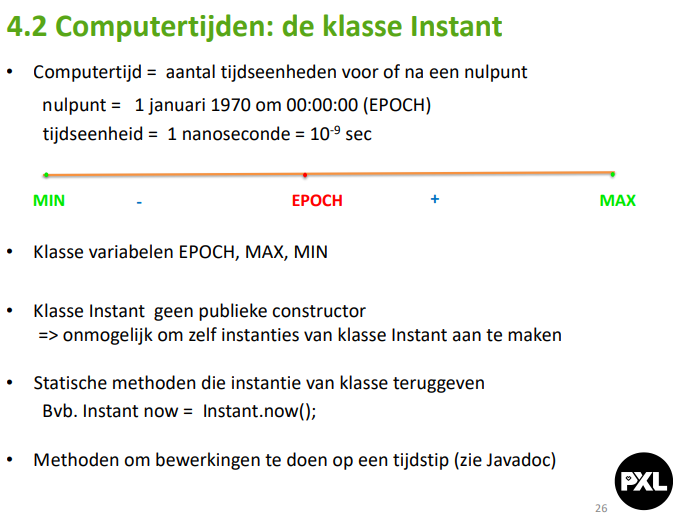 4.2 Computertijden: de klasse Instant
• Computertijd = aantal tijdseenheden voor of na een nulpunt
nulpunt = 1 januari 1970 om 00:00:00 (EPOCH)
tijdseenheid = 1 nanoseconde = 10⁻⁹ sec
MIN - EPOCH + MAX
• Klasse variabelen EPOCH, MAX, MIN
• Klasse Instant geen publieke constructor
=> onmogelijk om zelf instanties van klasse Instant aan te maken
• Statische methoden die instantie van klasse teruggeven
Bvb. Instant now = Instant.now();
• Methoden om bewerkingen te doen op een tijdstip (zie Javadoc)
PXL
26